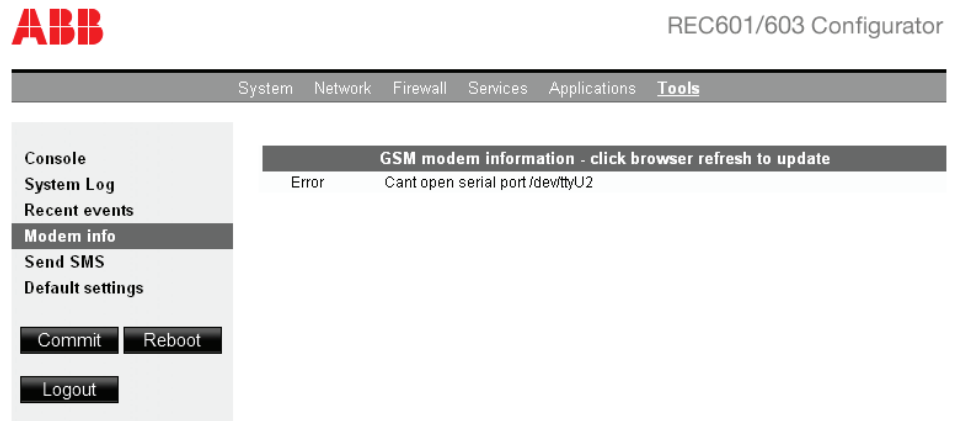 ABB
REC601/603 Configurator
System Network Firewall Services Applications Tools
Console
System Log
Recent events
Modem info
Send SMS
Default settings
Commit Reboot
Logout
GSM modem information - click browser refresh to update
Error Cant open serial port /dev/ttyU2